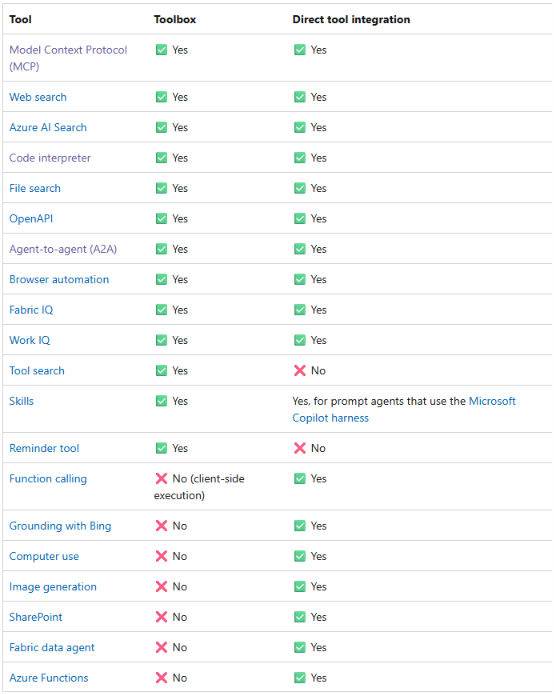 Tool Toolbox Direct tool integration
Model Context Protocol (MCP) ✅ Yes ✅ Yes
Web search ✅ Yes ✅ Yes
Azure AI Search ✅ Yes ✅ Yes
Code interpreter ✅ Yes ✅ Yes
File search ✅ Yes ✅ Yes
OpenAPI ✅ Yes ✅ Yes
Agent-to-agent (A2A) ✅ Yes ✅ Yes
Browser automation ✅ Yes ✅ Yes
Fabric IQ ✅ Yes ✅ Yes
Work IQ ✅ Yes ✅ Yes
Tool search ✅ Yes ❌ No
Skills ✅ Yes Yes, for prompt agents that use the Microsoft Copilot harness
Reminder tool ✅ Yes ❌ No
Function calling ❌ No (client-side execution) ✅ Yes
Grounding with Bing ❌ No ✅ Yes
Computer use ❌ No ✅ Yes
Image generation ❌ No ✅ Yes
SharePoint ❌ No ✅ Yes
Fabric data agent ❌ No ✅ Yes
Azure Functions ❌ No ✅ Yes